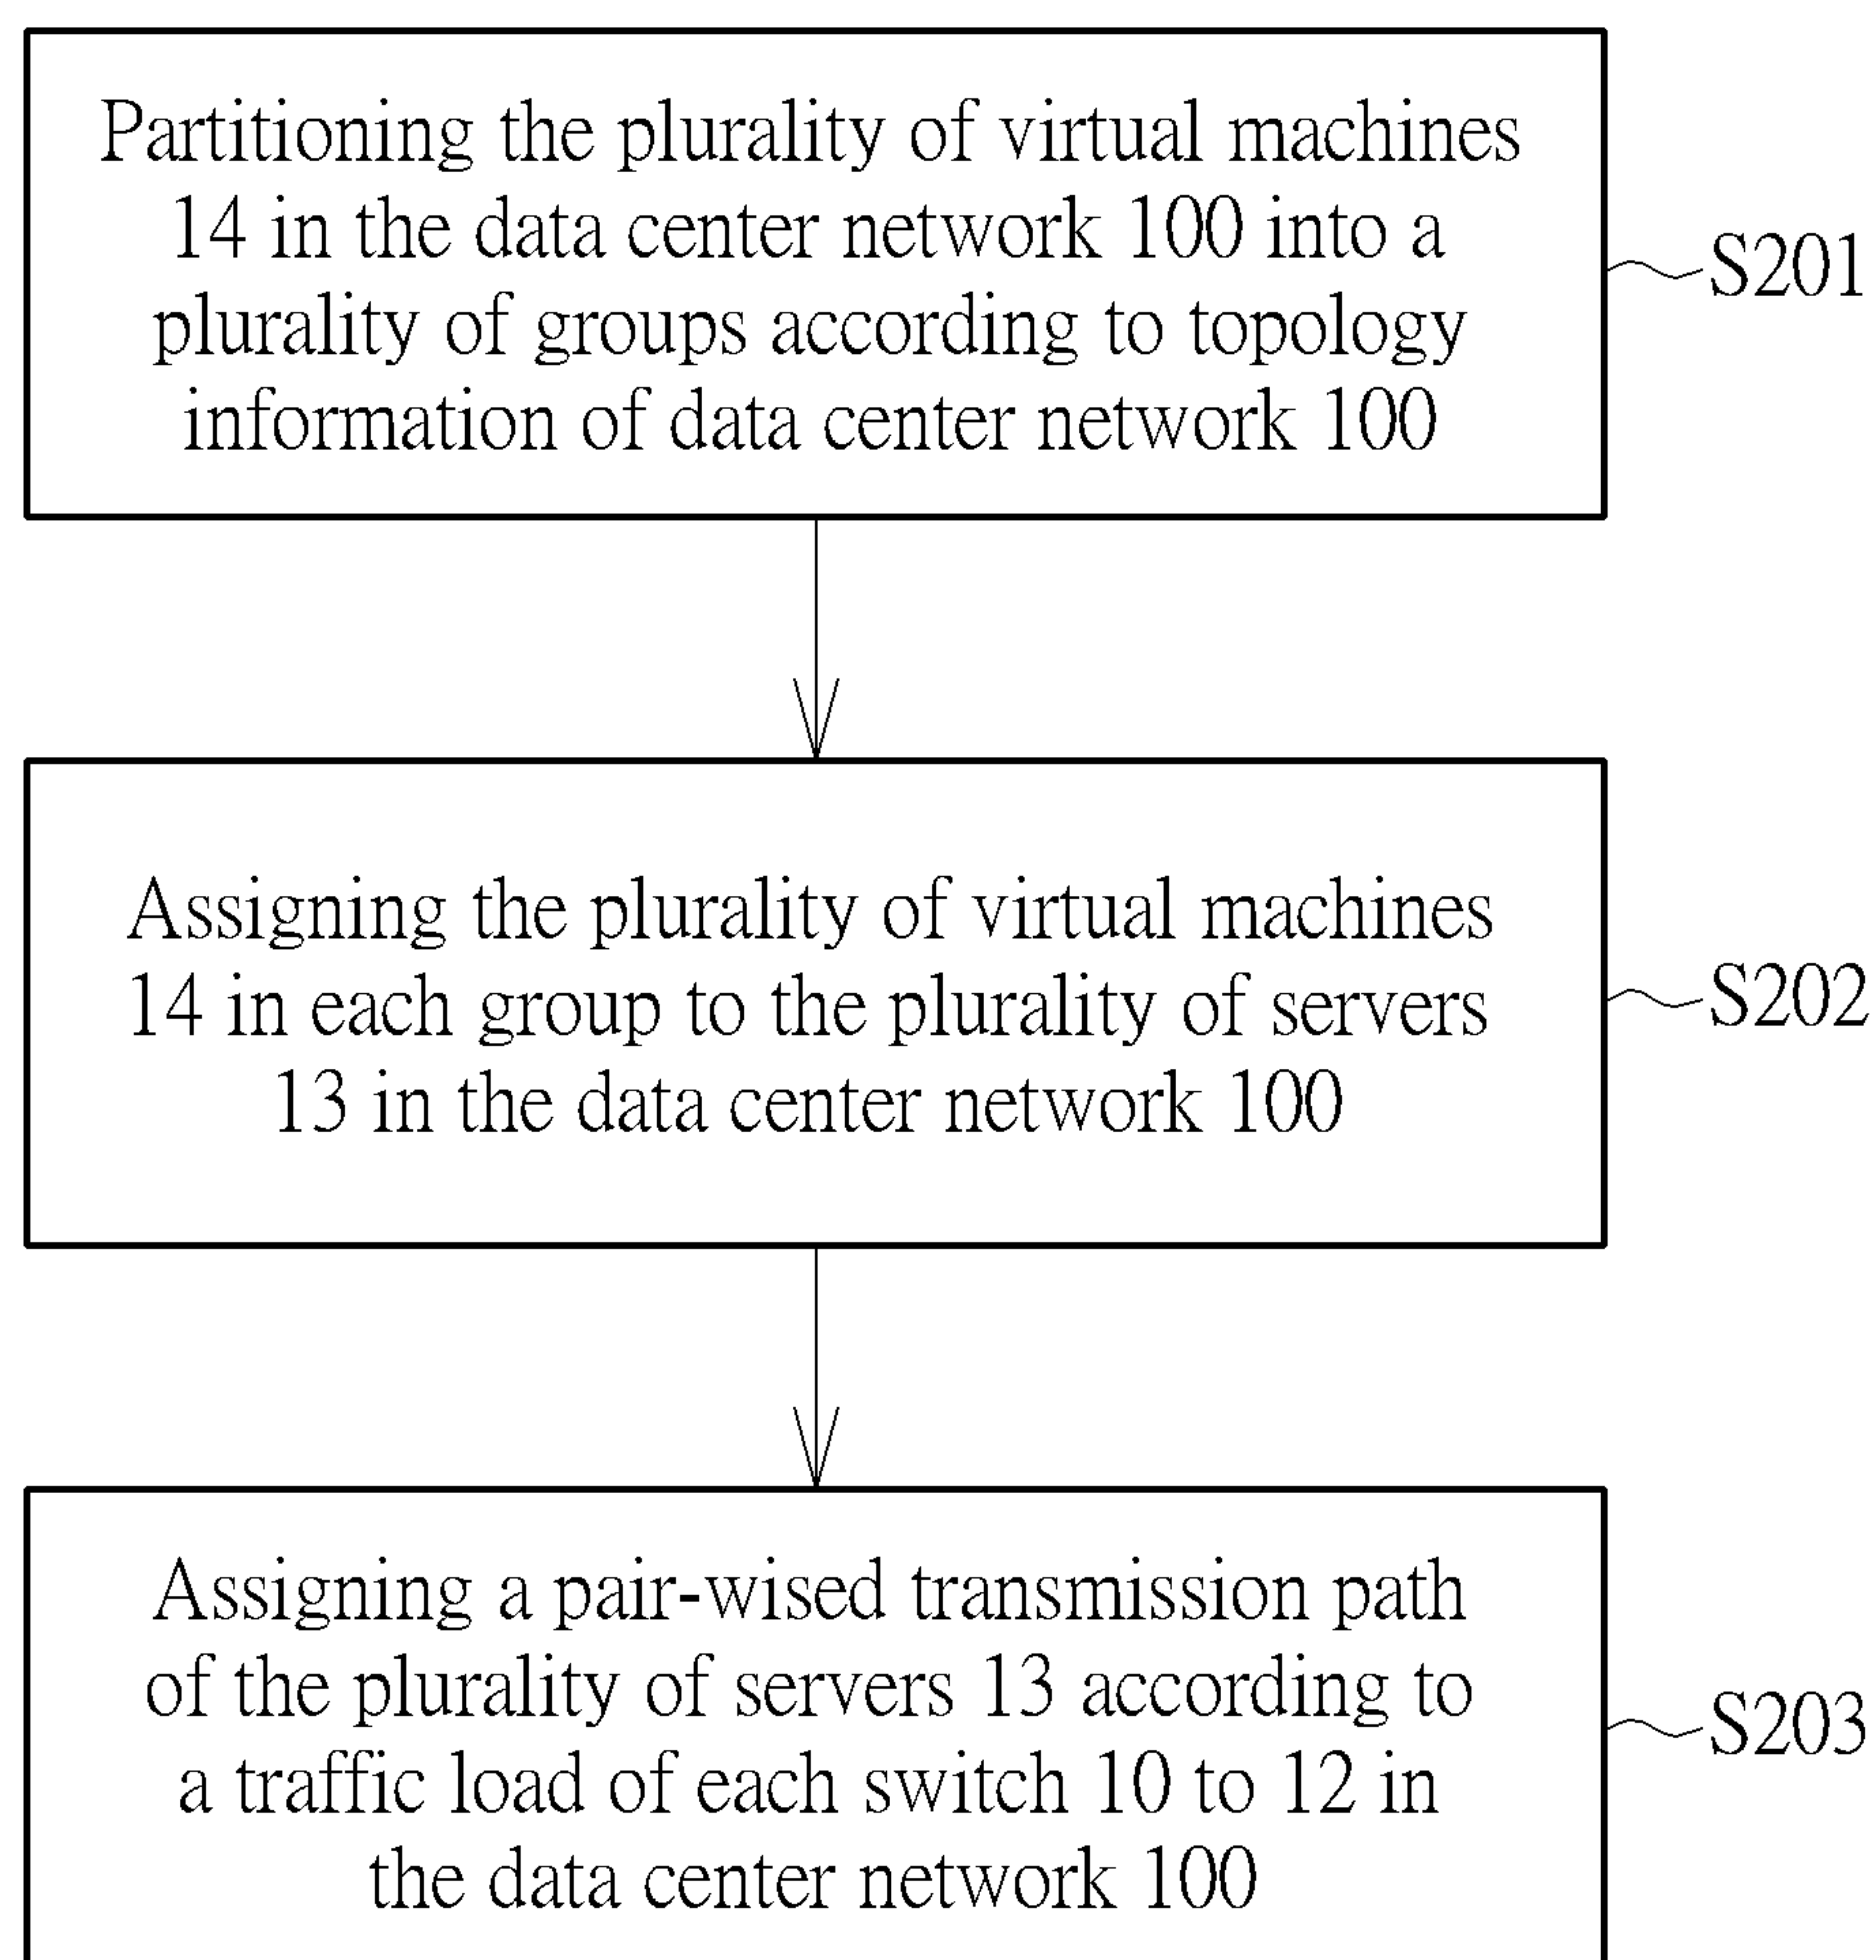 Partitioning the plurality of virtual machines
14 in the data center network 100 into a
plurality of groups according to topology
information of data center network 100
S201
Assigning the plurality of virtual machines
14 in each group to the plurality of servers
13 in the data center network 100
S202
Assigning a pair-wised transmission path
of the plurality of servers 13 according to
a traffic load of each switch 10 to 12 in
the data center network 100
S203